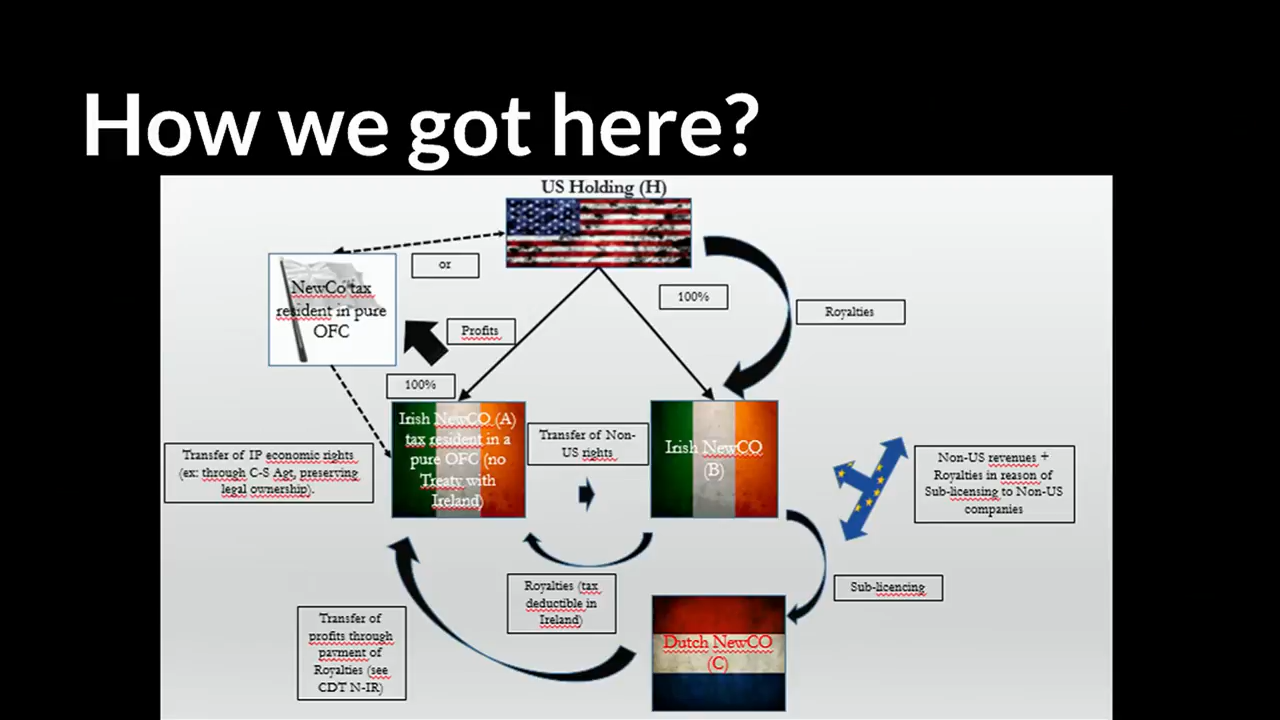 How we got here?
US Holding (H)
or
NewCo tax
resident in pure
OFC
100%
Royalties
Profits
100%
Irish NewCO (A)
tax resident in a
pure OFC (no
Treaty with
Ireland)
Transfer of Non-
US rights
Irish NewCO
(B)
Transfer of IP economic rights
(ex: through C-S Agt, preserving
legal ownership).
Non-US revenues +
Royalties in reason of
Sub-licensing to Non-US
companies
Royalties (tax
deductible in
Ireland)
Sub-licencing
Transfer of
profits through
payment of
Royalties (see
CDT N-IR)
Dutch NewCO
(C)